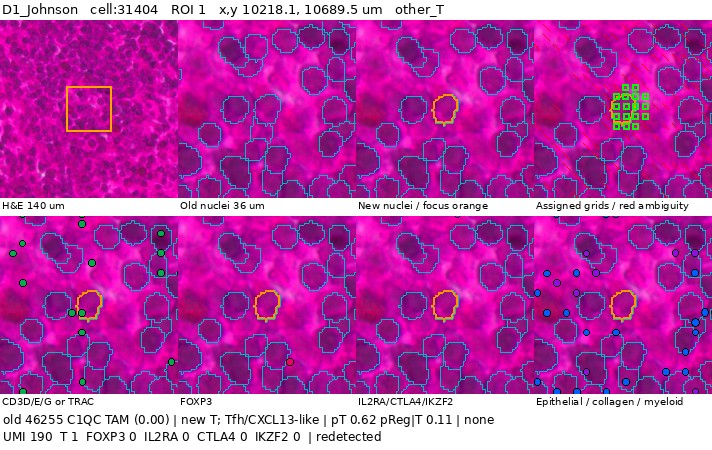 D1_Johnson   cell:31404   ROI 1   x,y 10218.1, 10689.5 um   other_T
H&E 140 um
Old nuclei 36 um
New nuclei / focus orange
Assigned grids / red ambiguity
CD3D/E/G or TRAC
FOXP3
IL2RA/CTLA4/IKZF2
Epithelial / collagen / myeloid
old 46255 C1QC TAM (0.00) | new T; Tfh/CXCL13-like | pT 0.62 pReg|T 0.11 | none
UMI 190  T 1  FOXP3 0  IL2RA 0  CTLA4 0  IKZF2 0  | redetected